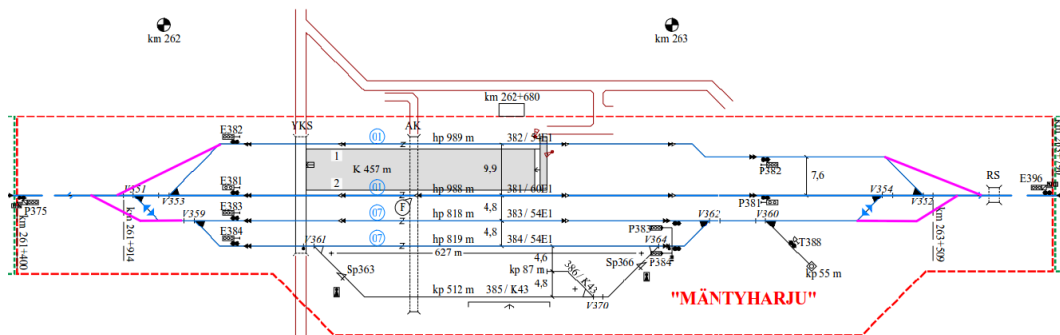 km 262
km 263
km 262+680
E382
YKS
AK
01
hp 989 m
382 / 54E1
1
K 457 m
9,9
P382
7,6
RS
E396
E381
2
01
hp 988 m
381 / 60E1
P381
V351
V353
V354
V352
P375
E383
F
4,8
07
hp 818 m
383 / 54E1
V359
P383
V362
V360
E384
4,8
07
hp 819 m
384 / 54E1
V361
V364
T388
km 261+400
km 261+914
km 263+509
627 m
4,6
P384
Sp363
Sp366
kp 87 m
386 / K43
kp 55 m
4,8
kp 512 m
385 / K43
V370
"MÄNTYHARJU"